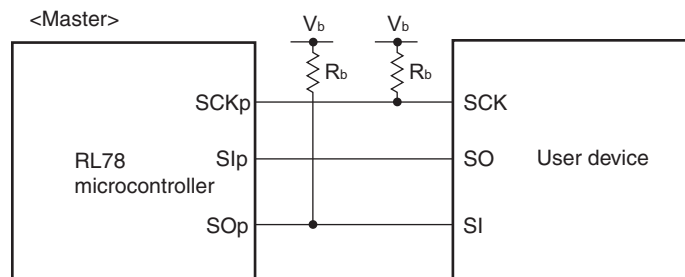 <Master>
Vb Vb
Rb Rb
SCKp SCK
SIp SO
RL78
microcontroller
User device
SOp SI